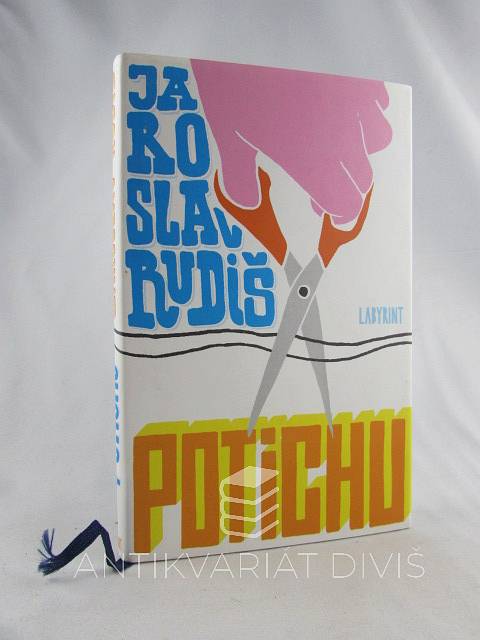 JA
RO
SLAV
RUDIŠ
LABYRINT
POTICHU
ANTIKVARIÁT DIVIŠ